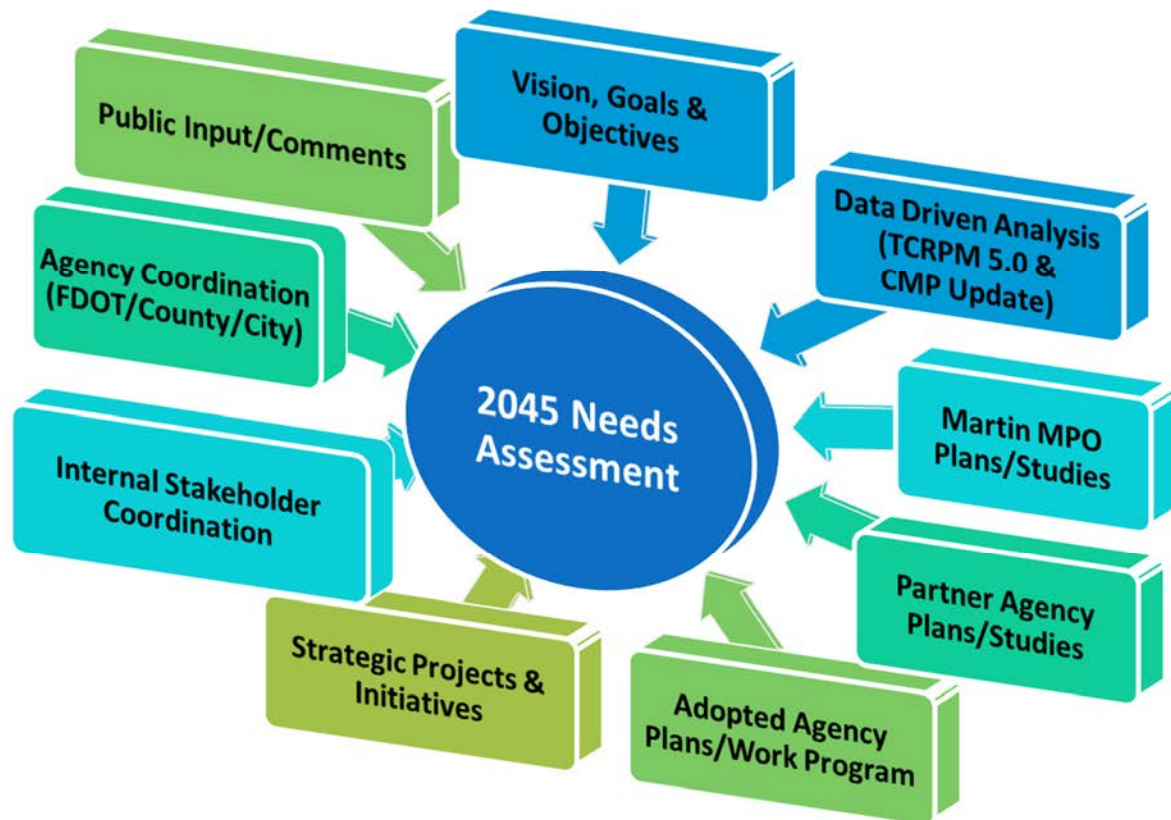 Vision, Goals &
Objectives
Public Input/Comments
Data Driven Analysis
(TCRPM 5.0 &
CMP Update)
Agency Coordination
(FDOT/County/City)
2045 Needs
Assessment
Martin MPO
Plans/Studies
Internal Stakeholder
Coordination
Partner Agency
Plans/Studies
Strategic Projects &
Initiatives
Adopted Agency
Plans/Work Program